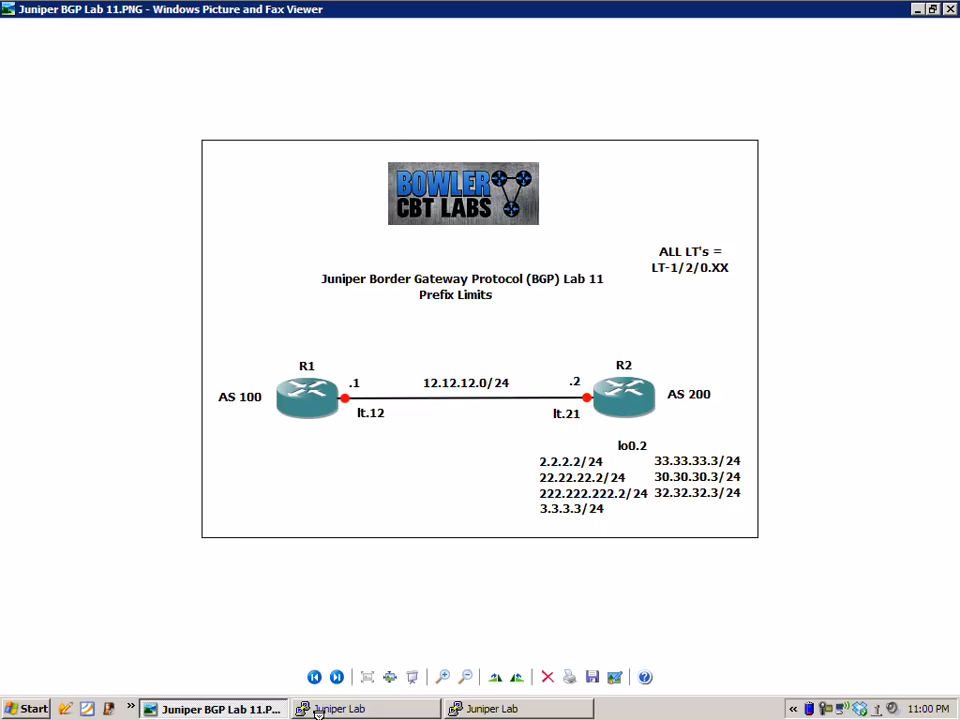 Juniper BGP Lab 11.PNG - Windows Picture and Fax Viewer
BOWLER
CBT LABS
ALL LT's =
LT-1/2/0.XX
Juniper Border Gateway Protocol (BGP) Lab 11
Prefix Limits
R1
R2
.1
12.12.12.0/24
.2
AS 100
AS 200
lt.12
lt.21
lo0.2
2.2.2.2/24
33.33.33.3/24
22.22.22.2/24
30.30.30.3/24
222.222.222.2/24
32.32.32.3/24
3.3.3.3/24
Start
Juniper BGP Lab 11.P...
Juniper Lab
Juniper Lab
11:00 PM